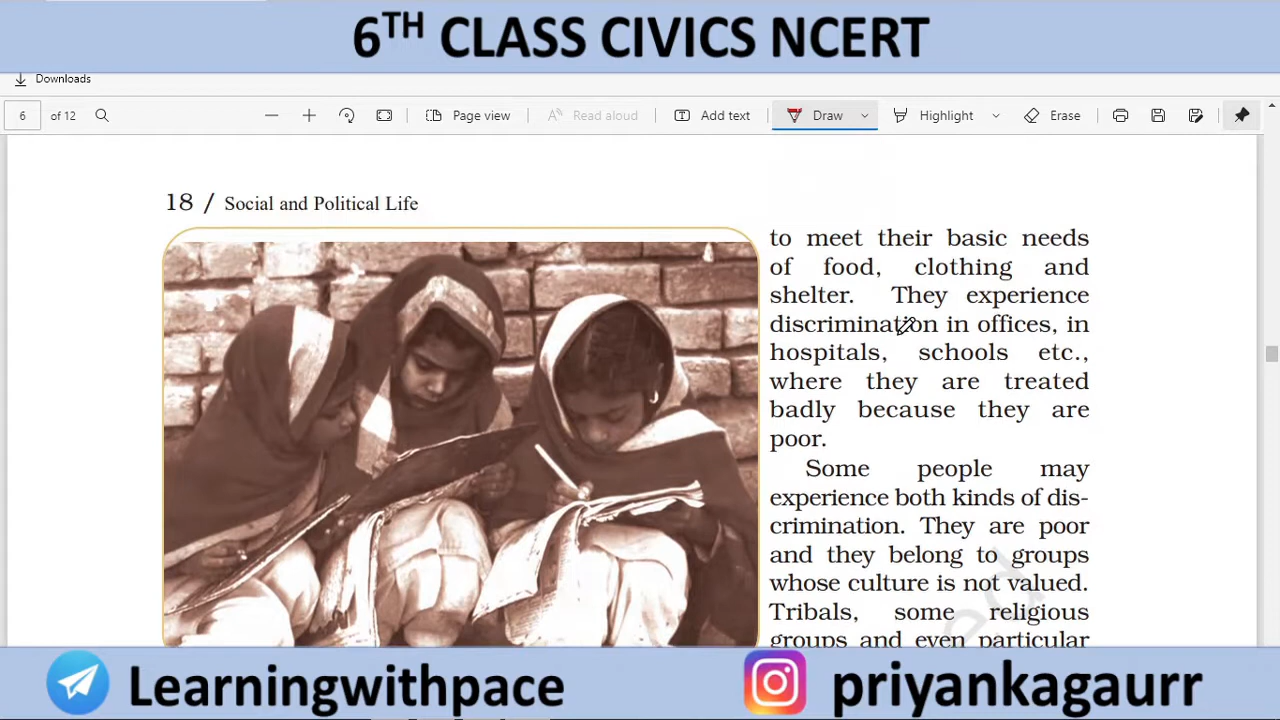 6TH CLASS CIVICS NCERT
Downloads
6 of 12 Page view Read aloud Add text Draw Highlight Erase
18 / Social and Political Life
to meet their basic needs
of food, clothing and
shelter. They experience
discrimination in offices, in
hospitals, schools etc.,
where they are treated
badly because they are
poor.
Some people may
experience both kinds of dis-
crimination. They are poor
and they belong to groups
whose culture is not valued.
Tribals, some religious
groups and even particular
Learningwithpace priyankagaurr